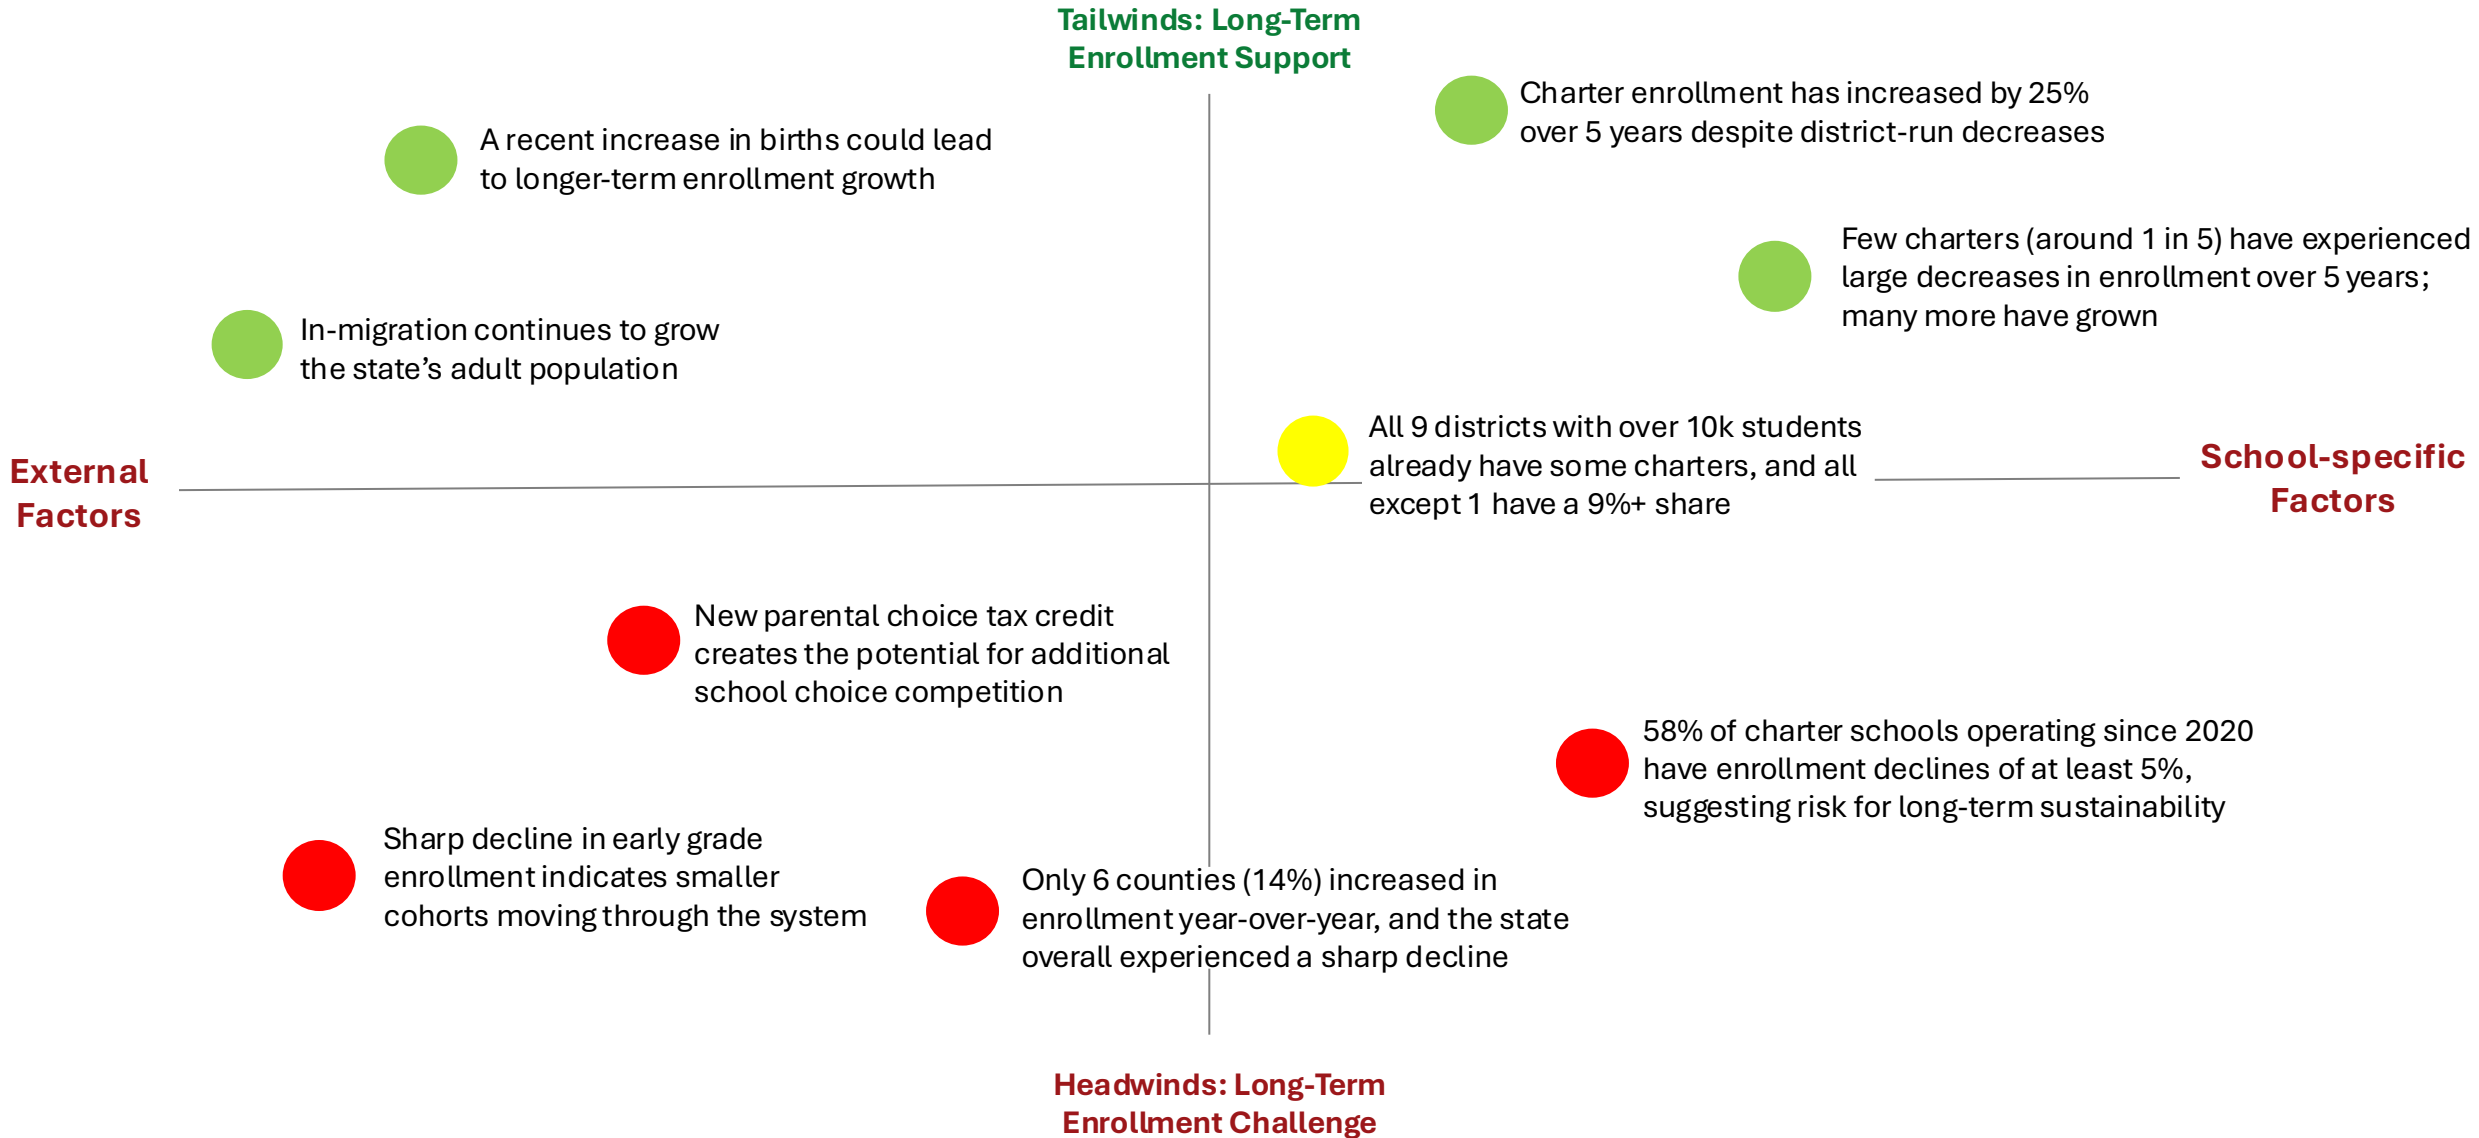 Tailwinds: Long-Term
Enrollment Support
Charter enrollment has increased by 25%
over 5 years despite district-run decreases
A recent increase in births could lead
to longer-term enrollment growth
Few charters (around 1 in 5) have experienced
large decreases in enrollment over 5 years;
many more have grown
In-migration continues to grow
the state’s adult population
All 9 districts with over 10k students
already have some charters, and all
except 1 have a 9%+ share
External
Factors
School-specific
Factors
New parental choice tax credit
creates the potential for additional
school choice competition
58% of charter schools operating since 2020
have enrollment declines of at least 5%,
suggesting risk for long-term sustainability
Sharp decline in early grade
enrollment indicates smaller
cohorts moving through the system
Only 6 counties (14%) increased in
enrollment year-over-year, and the state
overall experienced a sharp decline
Headwinds: Long-Term
Enrollment Challenge